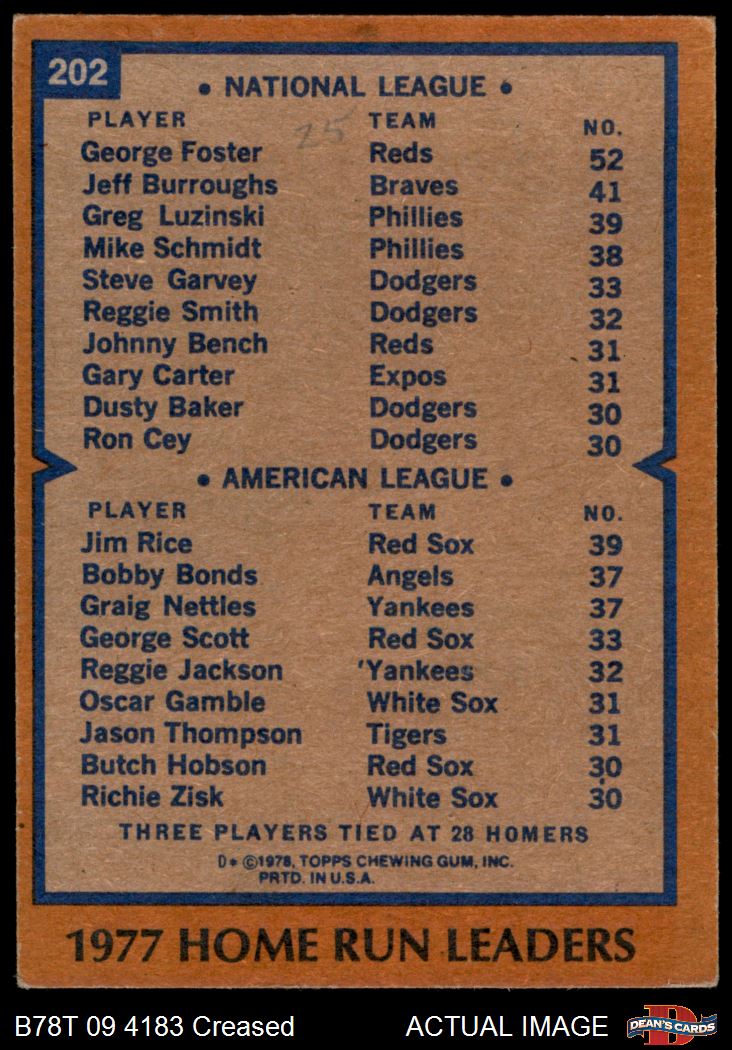 202
• NATIONAL LEAGUE •
PLAYER TEAM NO.
25
George Foster Reds 52
Jeff Burroughs Braves 41
Greg Luzinski Phillies 39
Mike Schmidt Phillies 38
Steve Garvey Dodgers 33
Reggie Smith Dodgers 32
Johnny Bench Reds 31
Gary Carter Expos 31
Dusty Baker Dodgers 30
Ron Cey Dodgers 30
• AMERICAN LEAGUE •
PLAYER TEAM NO.
Jim Rice Red Sox 39
Bobby Bonds Angels 37
Graig Nettles Yankees 37
George Scott Red Sox 33
Reggie Jackson Yankees 32
Oscar Gamble White Sox 31
Jason Thompson Tigers 31
Butch Hobson Red Sox 30
Richie Zisk White Sox 30
THREE PLAYERS TIED AT 28 HOMERS
D* ©1978, TOPPS CHEWING GUM, INC.
PRTD. IN U.S.A.
1977 HOME RUN LEADERS
B78T 09 4183 Creased ACTUAL IMAGE DEAN'S CARDS